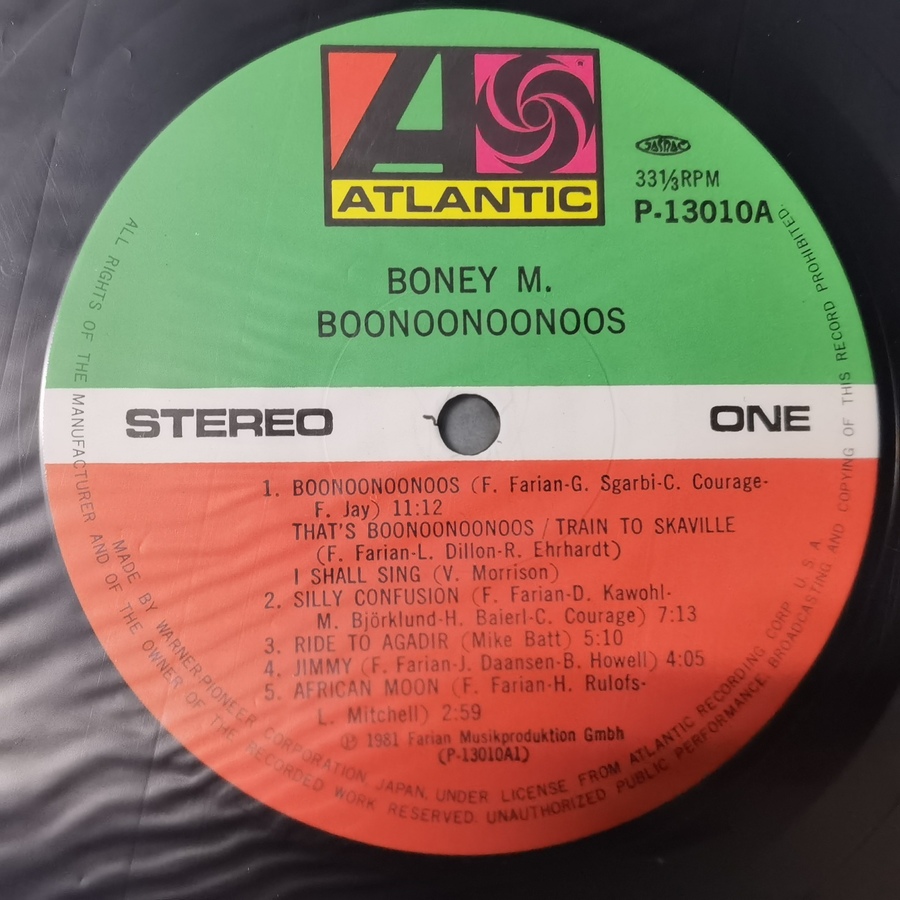 ATLANTIC
JASRAC
33⅓RPM
P-13010A
BONEY M.
BOONOONOONOOS
STEREO
ONE
1. BOONOONOONOOS (F. Farian-G. Sgarbi-C. Courage-
F. Jay) 11:12
THAT'S BOONOONOONOOS / TRAIN TO SKAVILLE
(F. Farian-L. Dillon-R. Ehrhardt)
I SHALL SING (V. Morrison)
2. SILLY CONFUSION (F. Farian-D. Kawohl-
M. Björklund-H. Baierl-C. Courage) 7:13
3. RIDE TO AGADIR (Mike Batt) 5:10
4. JIMMY (F. Farian-J. Daansen-B. Howell) 4:05
5. AFRICAN MOON (F. Farian-H. Rulofs-
L. Mitchell) 2:59
Ⓟ 1981 Farian Musikproduktion Gmbh
(P-13010A1)
MADE BY WARNER-PIONEER CORPORATION, JAPAN, UNDER LICENSE FROM ATLANTIC RECORDING CORP. U.S.A.
ALL RIGHTS OF THE MANUFACTURER AND OF THE OWNER OF THE RECORDED WORK RESERVED. UNAUTHORIZED PUBLIC PERFORMANCE, BROADCASTING AND COPYING OF THIS RECORD PROHIBITED.